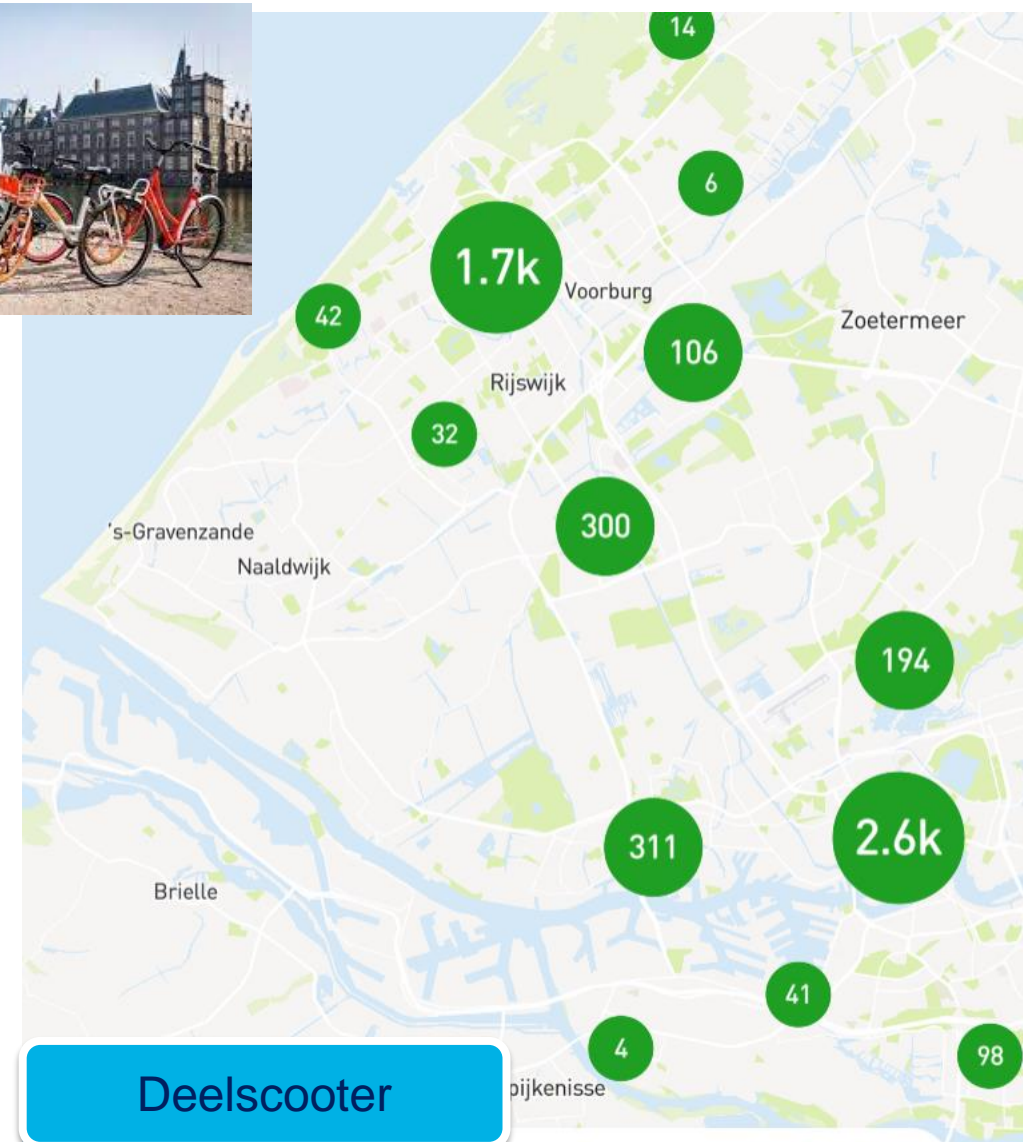 14
6
1.7k
Voorburg
42
Zoetermeer
106
Rijswijk
32
300
's-Gravenzande
Naaldwijk
194
311
2.6k
Brielle
41
4
98
pijkenisse
Deelscooter